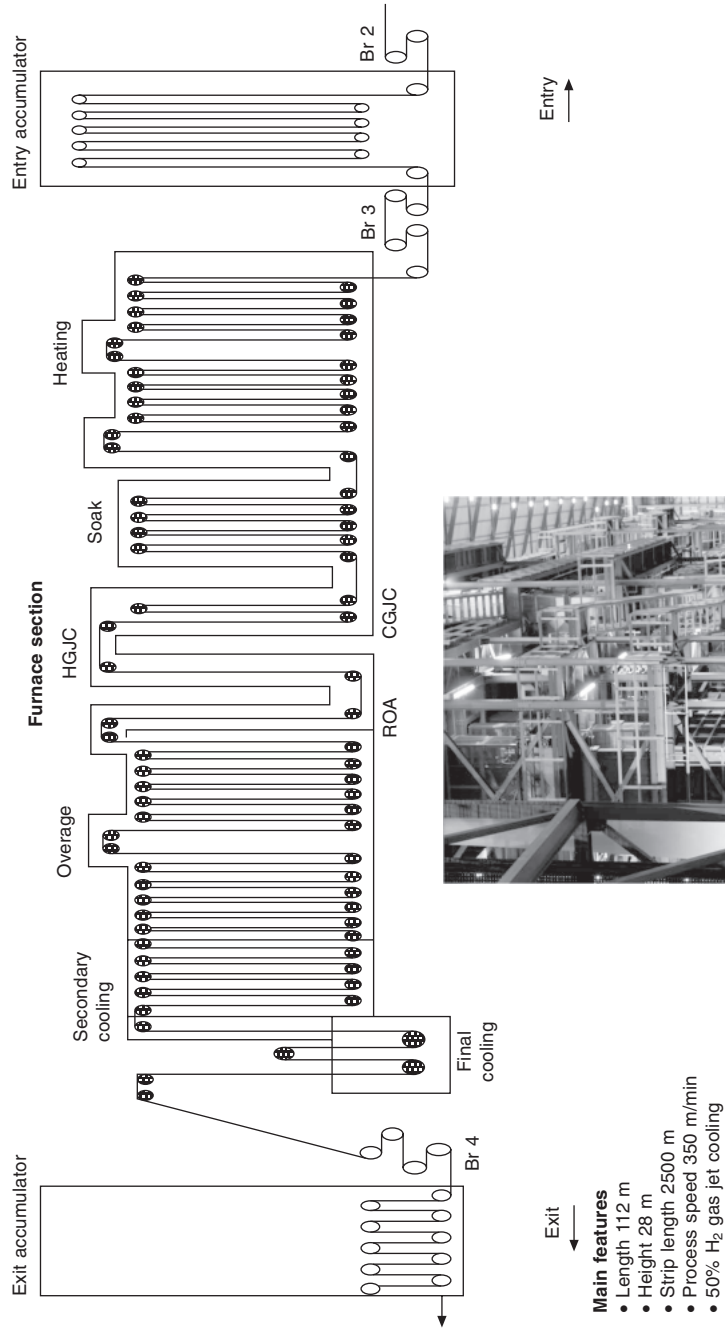 Entry accumulator
Br 2
Entry
Br 3
Heating
Soak
Furnace section
HGJC
CGJC
ROA
Overage
Secondary
cooling
Final
cooling
Br 4
Exit accumulator
Exit
Main features
• Length 112 m
• Height 28 m
• Strip length 2500 m
• Process speed 350 m/min
• 50% H₂ gas jet cooling